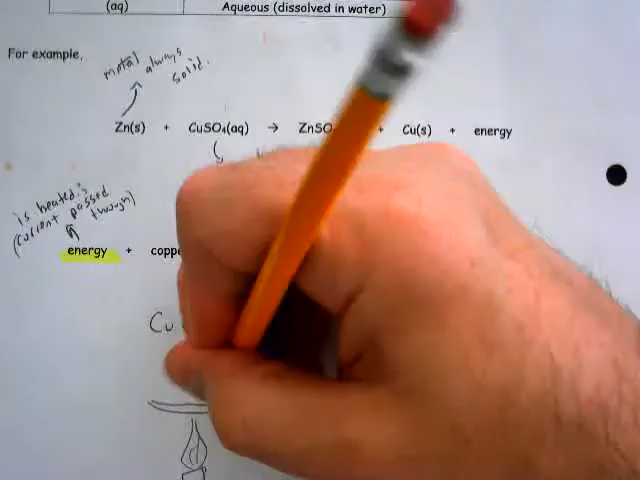 (aq) Aqueous (dissolved in water)
For example,
metal always
solid.
Zn(s) + CuSO₄(aq) → ZnSO + Cu(s) + energy
is heated.
(current passed
through)
energy + copp
Cu